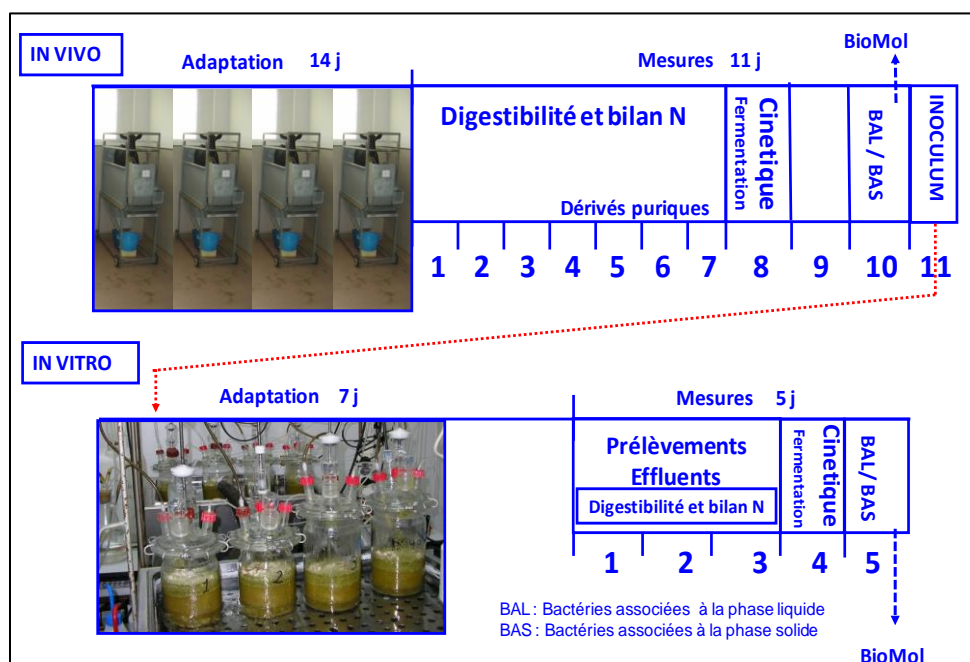 IN VIVO
Adaptation 14 j
Mesures 11 j
BioMol
Digestibilité et bilan N
Dérivés puriques
Cinetique
Fermentation
BAL / BAS
INOCULUM
1 2 3 4 5 6 7 8 9 10 11
IN VITRO
Adaptation 7 j
Mesures 5 j
Prélèvements
Effluents
Digestibilité et bilan N
Cinetique
Fermentation
BAL/ BAS
1 2 3 4 5
1 2 3
BAL : Bactéries associées à la phase liquide
BAS : Bactéries associées à la phase solide
BioMol